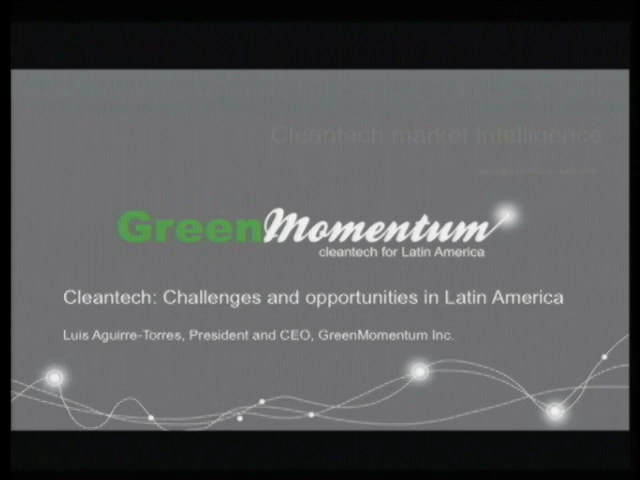 Cleantech market intelligence
GreenMomentum
cleantech for Latin America
Cleantech: Challenges and opportunities in Latin America
Luis Aguirre-Torres, President and CEO, GreenMomentum Inc.